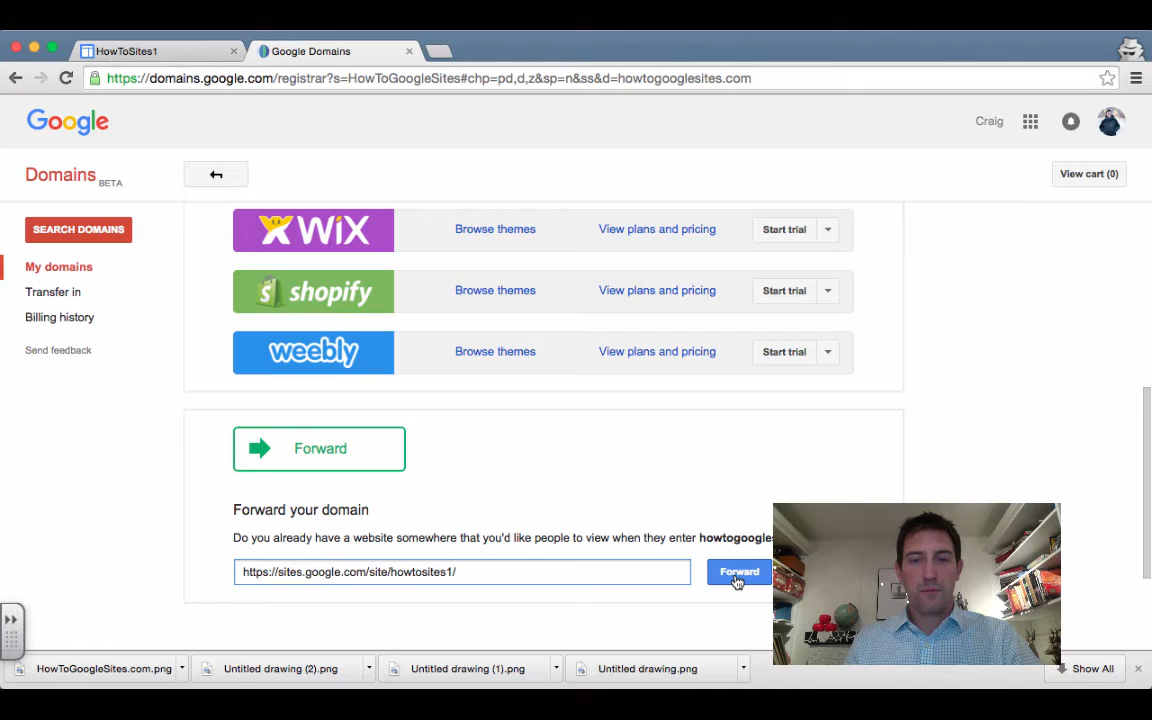 HowToSites1
Google Domains
https://domains.google.com/registrar?s=HowToGoogleSites#chp=pd,d,z&sp=n&ss&d=howtogooglesites.com
Google
Craig
Domains BETA
View cart (0)
SEARCH DOMAINS
My domains
Transfer in
Billing history
Send feedback
WiX Browse themes View plans and pricing Start trial
shopify Browse themes View plans and pricing Start trial
weebly Browse themes View plans and pricing Start trial
Forward
Forward your domain
Do you already have a website somewhere that you'd like people to view when they enter howtogoogles
https://sites.google.com/site/howtosites1/
Forward
HowToGoogleSites.com.png
Untitled drawing (2).png
Untitled drawing (1).png
Untitled drawing.png
Show All